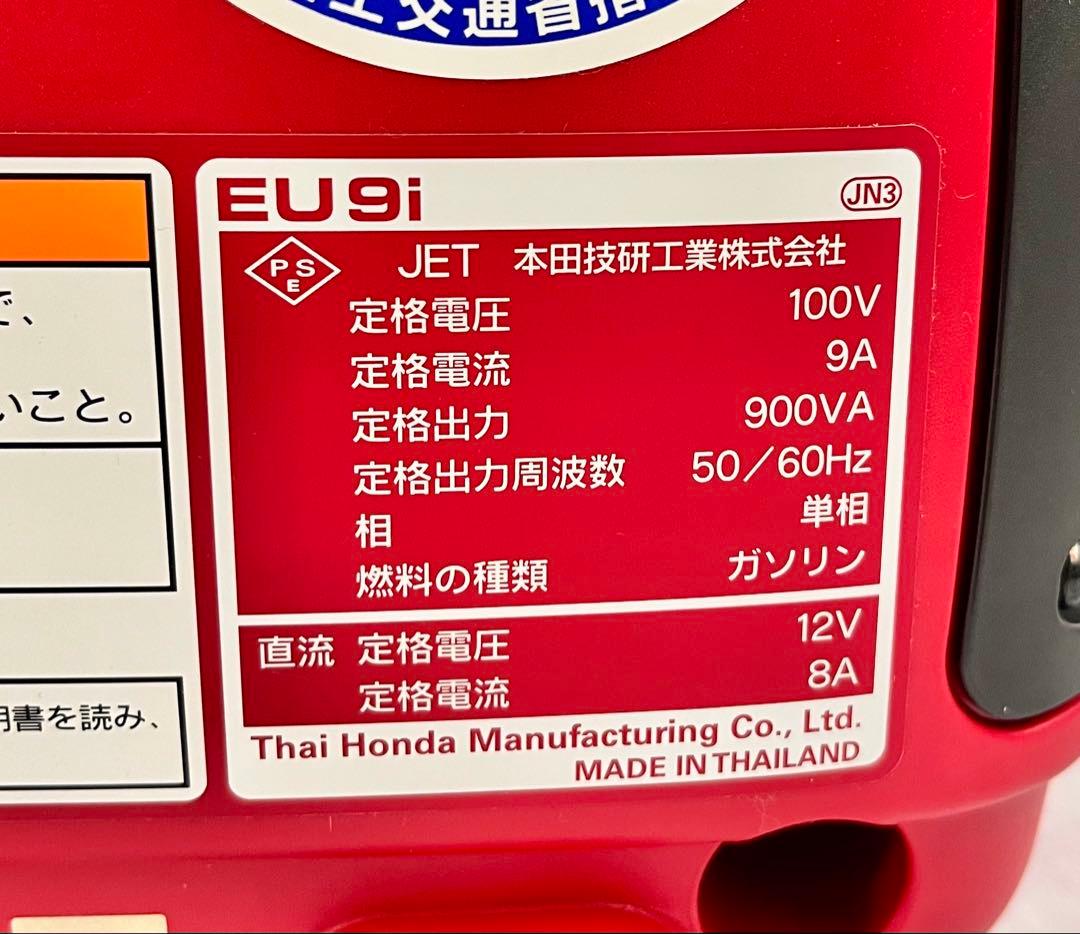 交通省指
EU9i
JN3
PSE JET 本田技研工業株式会社
定格電圧 100V
定格電流 9A
定格出力 900VA
定格出力周波数 50/60Hz
相 単相
燃料の種類 ガソリン
直流 定格電圧 12V
定格電流 8A
Thai Honda Manufacturing Co., Ltd.
MADE IN THAILAND
で、
いこと。
明書を読み、